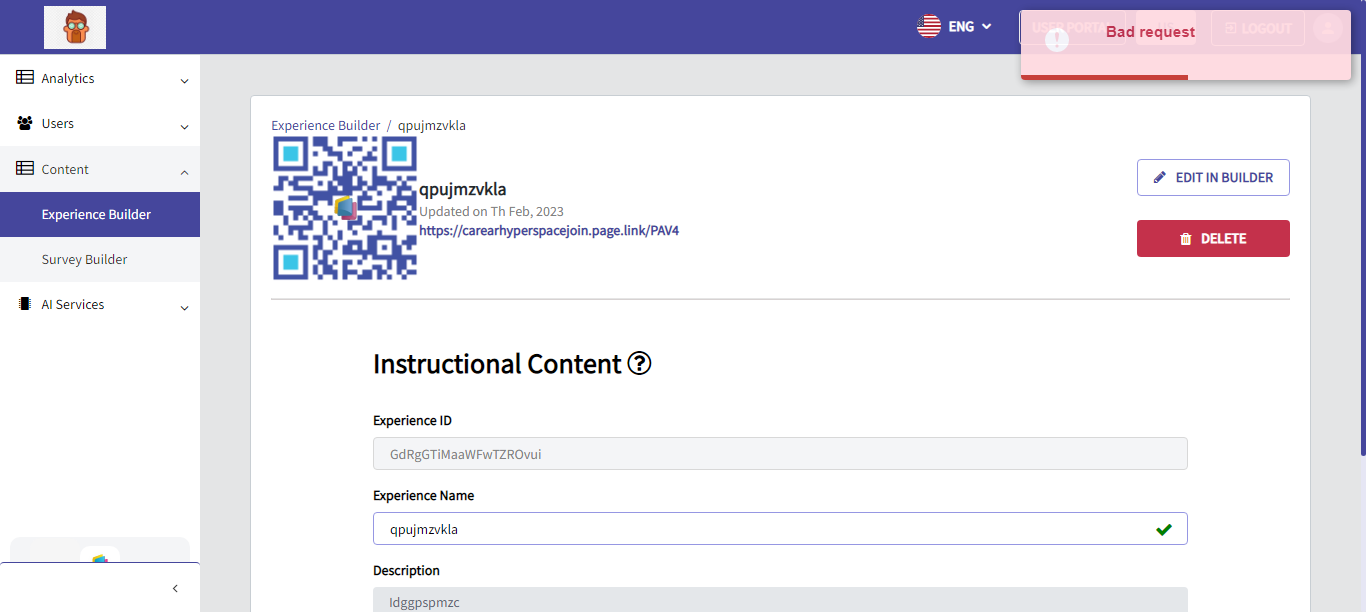 ENG
USER PORTAL
LOGOUT
Bad request
Analytics
Users
Content
Experience Builder
Survey Builder
AI Services
Experience Builder / qpujmzvkla
qpujmzvkla
Updated on Th Feb, 2023
https://carearhyperspacejoin.page.link/PAV4
EDIT IN BUILDER
DELETE
Instructional Content
Experience ID
GdRgGTiMaaWFwTZROvui
Experience Name
qpujmzvkla
Description
Idggpspmzc